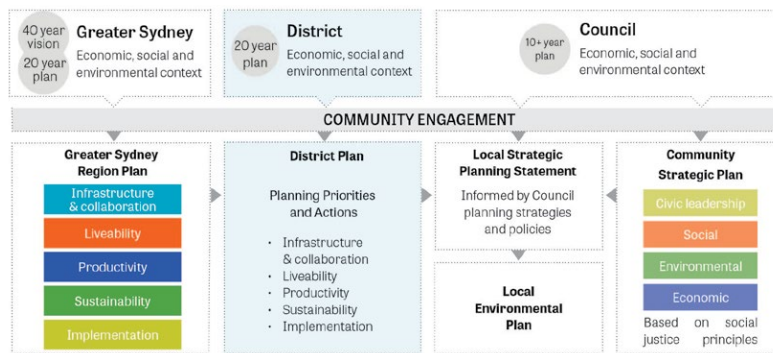 40 year
vision
20 year
plan
Greater Sydney
Economic, social and
environmental context
20 year
plan
District
Economic, social and
environmental context
10+ year
plan
Council
Economic, social and
environmental context
COMMUNITY ENGAGEMENT
Greater Sydney
Region Plan
Infrastructure
& collaboration
Liveability
Productivity
Sustainability
Implementation
District Plan
Planning Priorities
and Actions
• Infrastructure
& collaboration
• Liveability
• Productivity
• Sustainability
• Implementation
Local Strategic
Planning Statement
Informed by Council
planning strategies
and policies
Local
Environmental
Plan
Community
Strategic Plan
Civic leadership
Social
Environmental
Economic
Based on social
justice principles